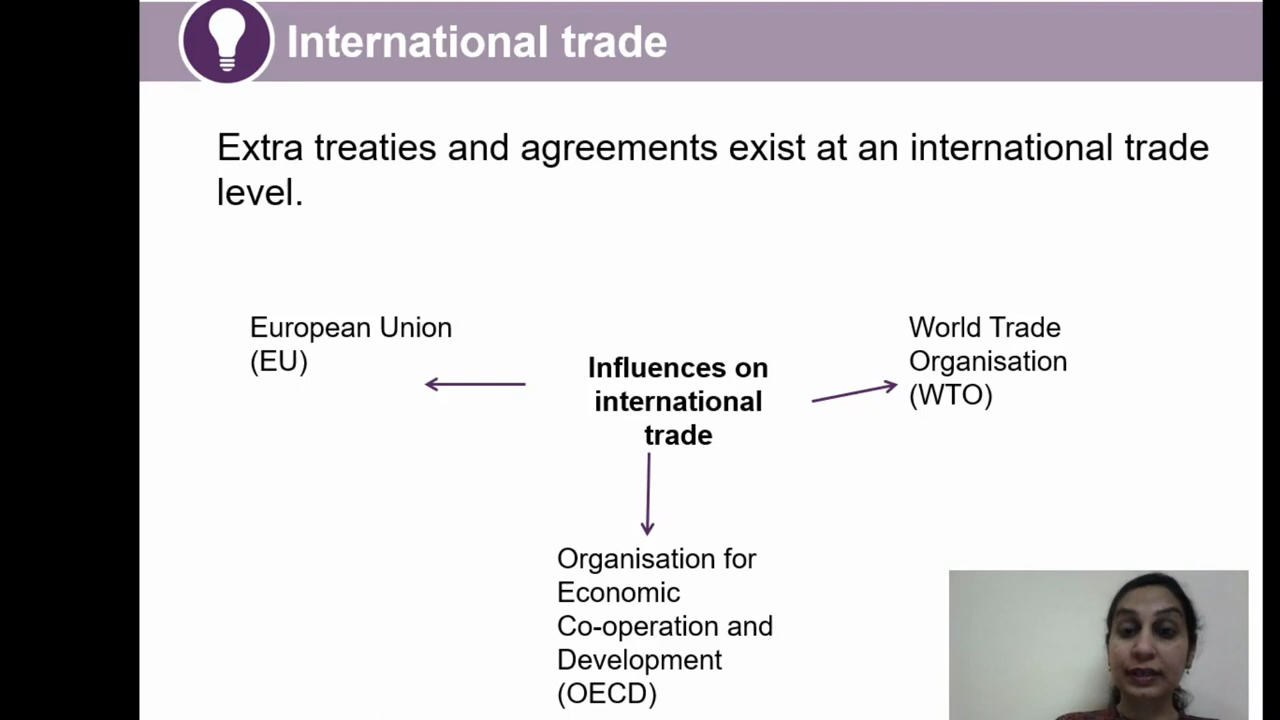 International trade
Extra treaties and agreements exist at an international trade
level.
European Union
(EU)
Influences on
international
trade
World Trade
Organisation
(WTO)
Organisation for
Economic
Co-operation and
Development
(OECD)